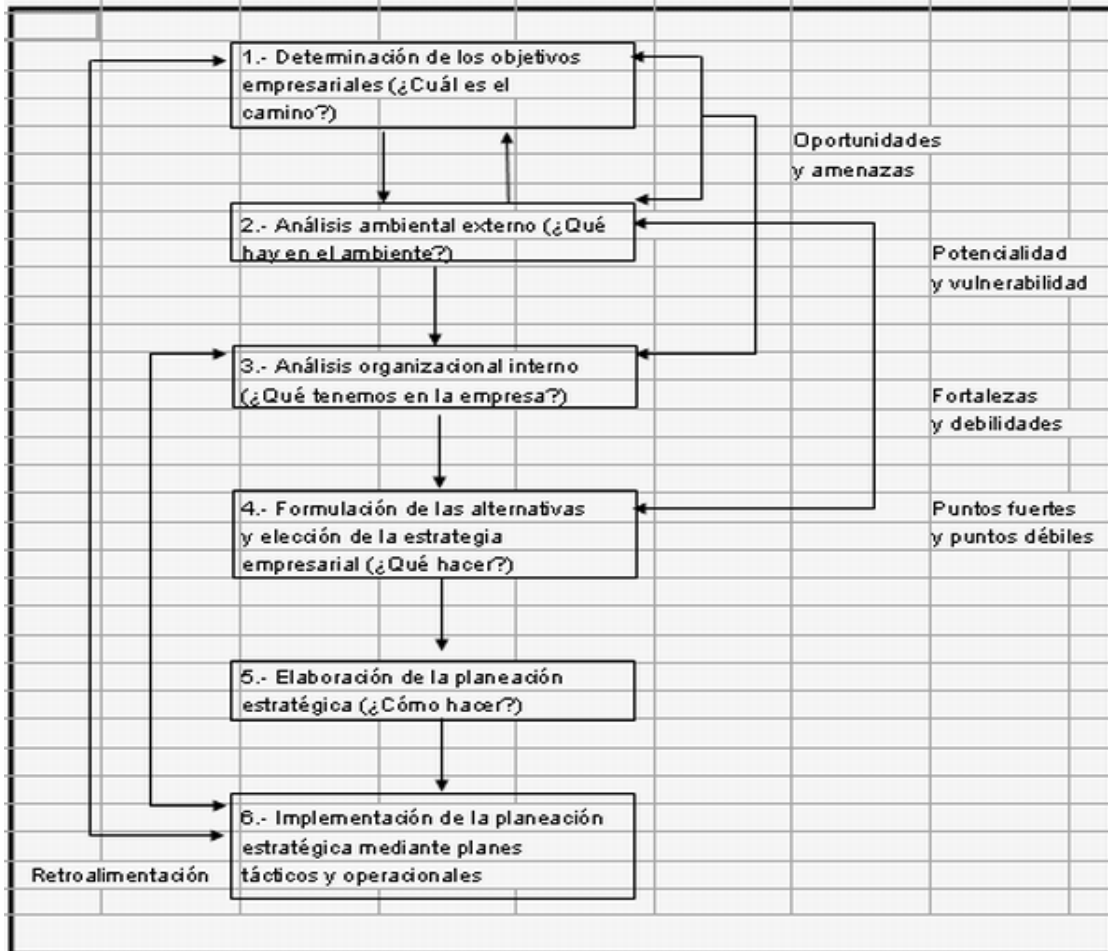 1.- Determinación de los objetivos
empresariales (¿Cuál es el
camino?)
Oportunidades
y amenazas
2.- Análisis ambiental externo (¿Qué
hay en el ambiente?)
Potencialidad
y vulnerabilidad
3.- Análisis organizacional interno
(¿Qué tenemos en la empresa?)
Fortalezas
y debilidades
4.- Formulación de las alternativas
y elección de la estrategia
empresarial (¿Qué hacer?)
Puntos fuertes
y puntos débiles
5.- Elaboración de la planeación
estratégica (¿Cómo hacer?)
6.- Implementación de la planeación
estratégica mediante planes
tácticos y operacionales
Retroalimentación